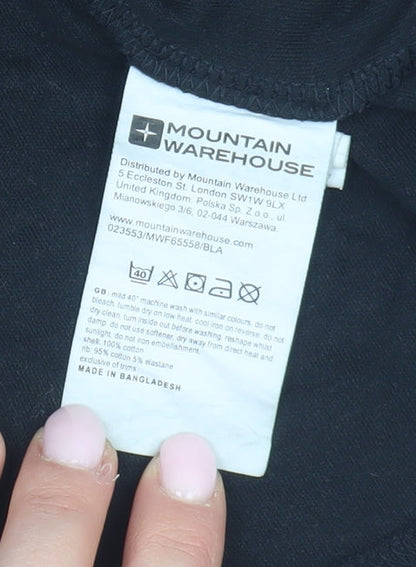 MOUNTAIN
WAREHOUSE
Distributed by Mountain Warehouse Ltd
5 Eccleston St. London SW1W 9LX
United Kingdom. Polska Sp. Z o.o., ul
Mianowskiego 3/6, 02-044 Warszawa.
www.mountainwarehouse.com
023553/MWF65558/BLA
40
GB: mild 40° machine wash with similar colours. do not
bleach. tumble dry on low heat. cool iron on reverse. do not
dry clean. turn inside out before washing. reshape whilst
damp. do not use softener. dry away from direct heat and
sunlight. do not iron embellishment.
shell: 100% cotton
rib: 95% cotton 5% elastane
exclusive of trims
MADE IN BANGLADESH